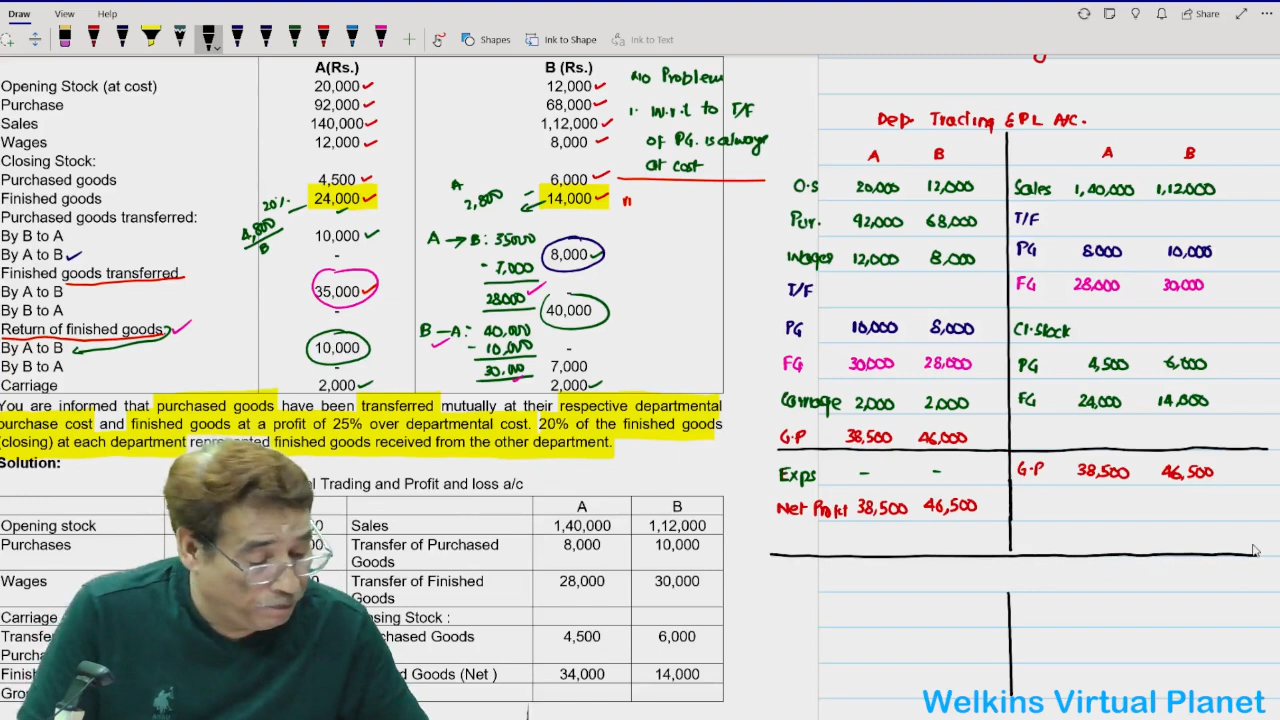 Draw View Help
Share
Shapes Ink to Shape Ink to Text
A(Rs.) B (Rs.)
Opening Stock (at cost) 20,000 12,000
Purchase 92,000 68,000
Sales 140,000 1,12,000
Wages 12,000 8,000
Closing Stock:
Purchased goods 4,500 6,000
Finished goods 24,000 14,000
Purchased goods transferred:
By B to A 10,000 -
By A to B - 8,000
Finished goods transferred
By A to B 35,000 -
By B to A - 40,000
Return of finished goods
By A to B 10,000 -
By B to A 7,000
Carriage 2,000 2,000
20%
4,800
B
A
2,800
A → B : 35000
- 7,000
28000
B - A : 40,000
- 10,000
30,000
No Problem
1. W.r.t to T/F
of PG. is always
at cost
You are informed that purchased goods have been transferred mutually at their respective departmental
purchase cost and finished goods at a profit of 25% over departmental cost. 20% of the finished goods
(closing) at each department represented finished goods received from the other department.
Solution:
l Trading and Profit and loss a/c
A B
Opening stock Sales 1,40,000 1,12,000
Purchases 00 Transfer of Purchased Goods 8,000 10,000
Wages Transfer of Finished Goods 28,000 30,000
Carriage osing Stock :
Transf chased Goods 4,500 6,000
Purcha
Finish d Goods (Net ) 34,000 14,000
Gros
Dep. Trading & PL A/C.
A B A B
O.s 20,000 12,000 Sales 1,40,000 1,12,000
Pur. 92,000 68,000 T/F
PG 8000 10,000
Wages 12,000 8,000
T/F FG 28,000 30,000
PG 10,000 8,000 Cl.Stock
FG 30,000 28,000 PG 4,500 6,000
Carriage 2,000 2,000 FG 24,000 14,000
G.P 38,500 46,000
Exps - - G.P 38,500 46,500
Net Profit 38,500 46,500
Welkins Virtual Planet